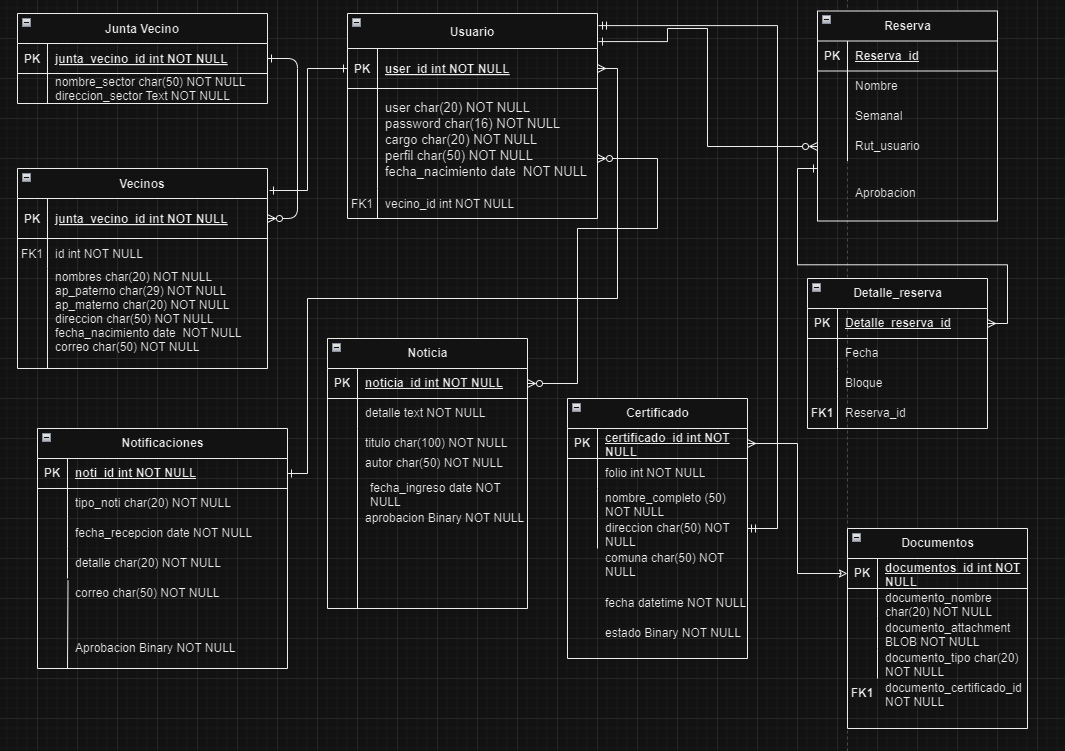 Junta Vecino
PK junta_vecino_id int NOT NULL
nombre_sector char(50) NOT NULL
direccion_sector Text NOT NULL
Vecinos
PK junta_vecino_id int NOT NULL
FK1 id int NOT NULL
nombres char(20) NOT NULL
ap_paterno char(29) NOT NULL
ap_materno char(20) NOT NULL
direccion char(50) NOT NULL
fecha_nacimiento date NOT NULL
correo char(50) NOT NULL
Notificaciones
PK noti_id int NOT NULL
tipo_noti char(20) NOT NULL
fecha_recepcion date NOT NULL
detalle char(20) NOT NULL
correo char(50) NOT NULL
Aprobacion Binary NOT NULL
Usuario
PK user_id int NOT NULL
user char(20) NOT NULL
password char(16) NOT NULL
cargo char(20) NOT NULL
perfil char(50) NOT NULL
fecha_nacimiento date NOT NULL
FK1 vecino_id int NOT NULL
Noticia
PK noticia_id int NOT NULL
detalle text NOT NULL
titulo char(100) NOT NULL
autor char(50) NOT NULL
fecha_ingreso date NOT
NULL
aprobacion Binary NOT NULL
Certificado
PK certificado_id int NOT
NULL
folio int NOT NULL
nombre_completo (50)
NOT NULL
direccion char(50) NOT
NULL
comuna char(50) NOT
NULL
fecha datetime NOT NULL
estado Binary NOT NULL
Reserva
PK Reserva_id
Nombre
Semanal
Rut_usuario
Aprobacion
Detalle_reserva
PK Detalle_reserva_id
Fecha
Bloque
FK1 Reserva_id
Documentos
PK documentos_id int NOT
NULL
documento_nombre
char(20) NOT NULL
documento_attachment
BLOB NOT NULL
documento_tipo char(20)
NOT NULL
FK1 documento_certificado_id
NOT NULL